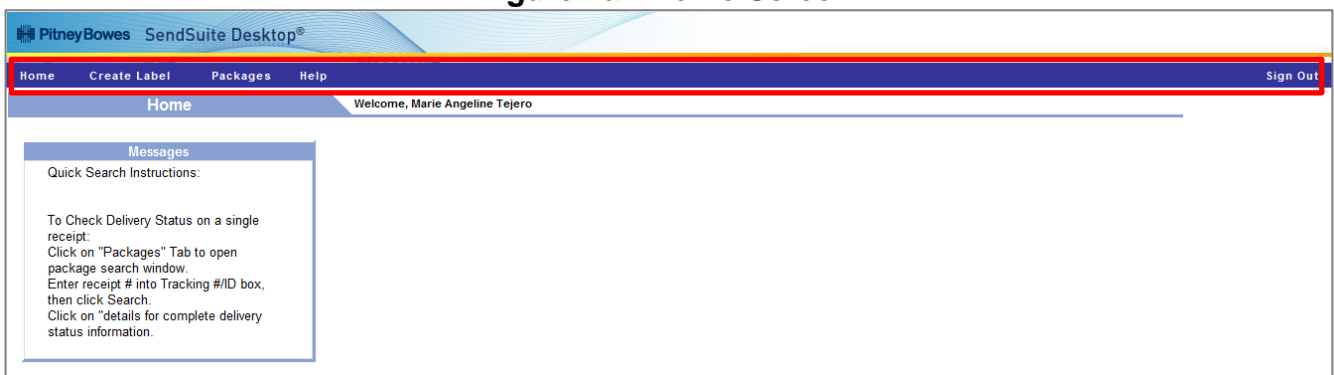 PitneyBowes SendSuite Desktop®
Home Create Label Packages Help Sign Out
Home Welcome, Marie Angeline Tejero
Messages
Quick Search Instructions:
To Check Delivery Status on a single
receipt:
Click on "Packages" Tab to open
package search window.
Enter receipt # into Tracking #/ID box,
then click Search.
Click on "details for complete delivery
status information.